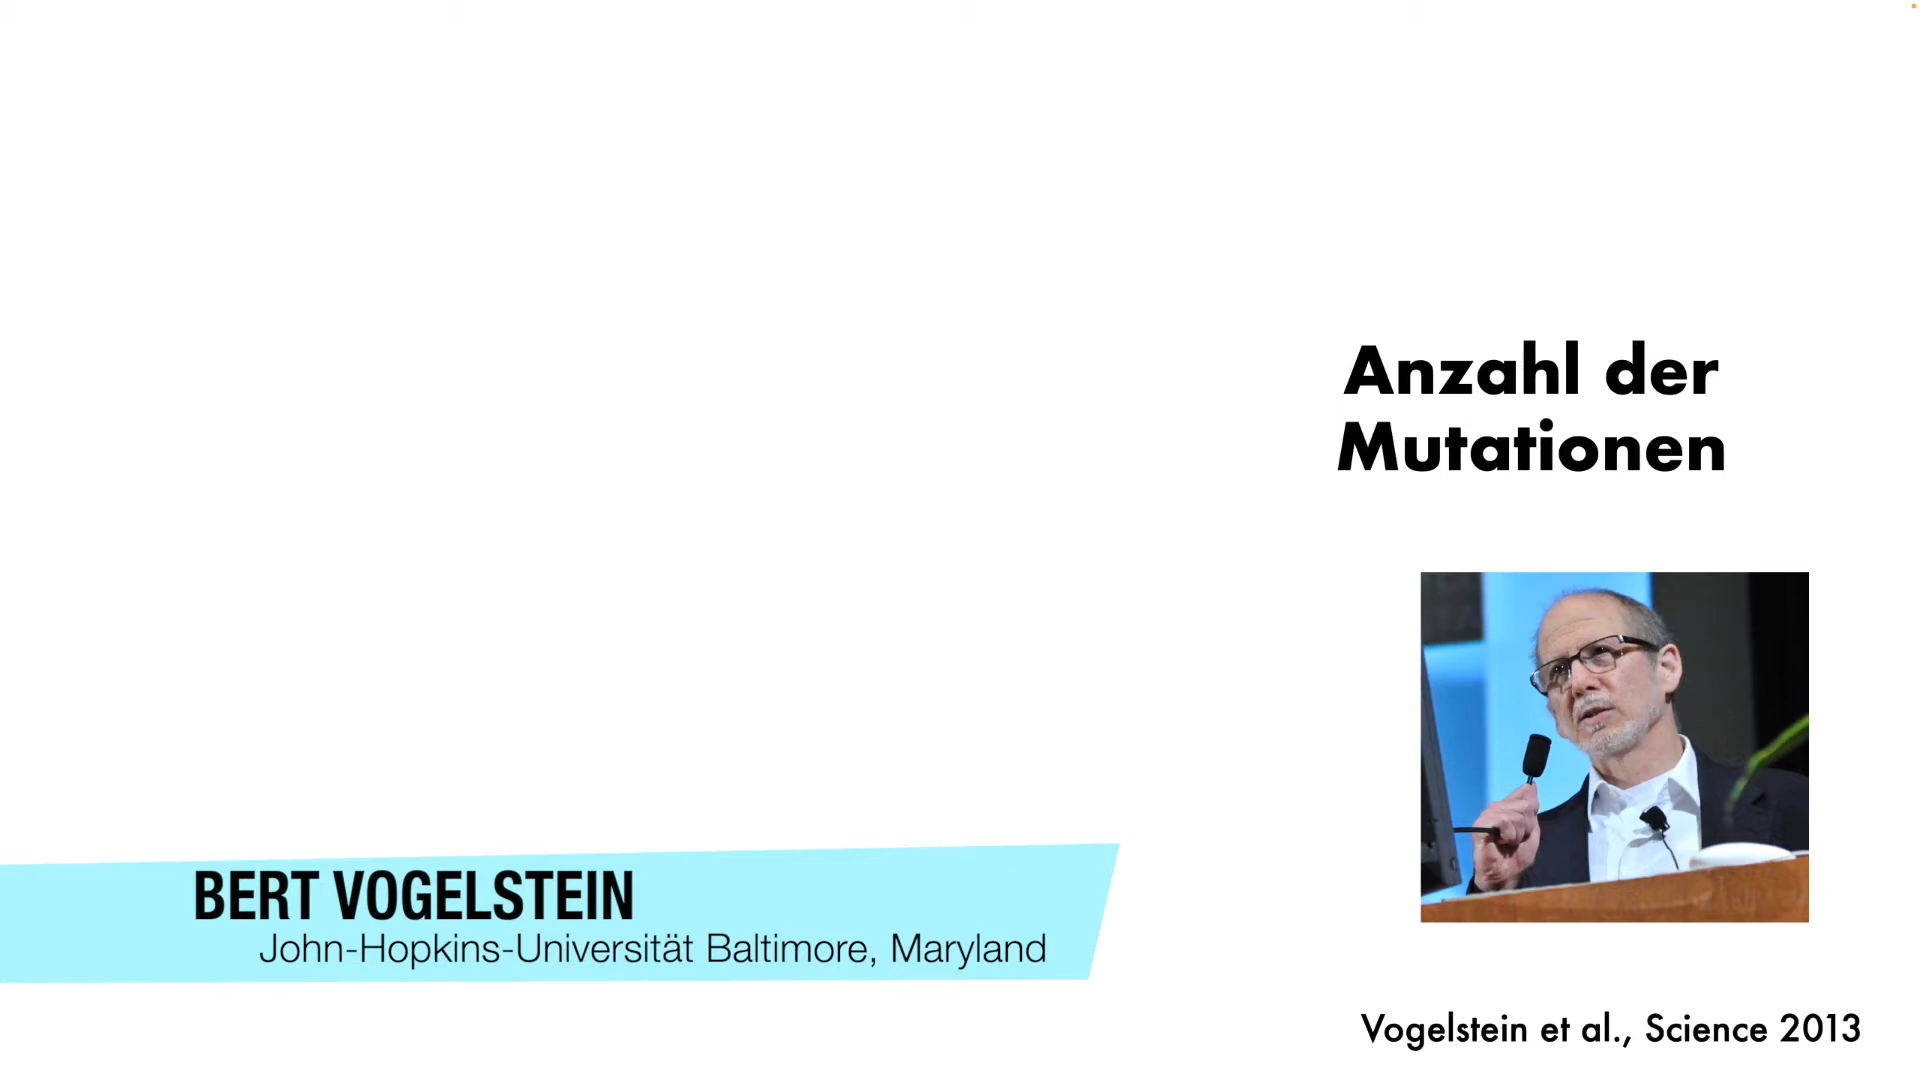 Anzahl der
Mutationen
BERT VOGELSTEIN
John-Hopkins-Universität Baltimore, Maryland
Vogelstein et al., Science 2013